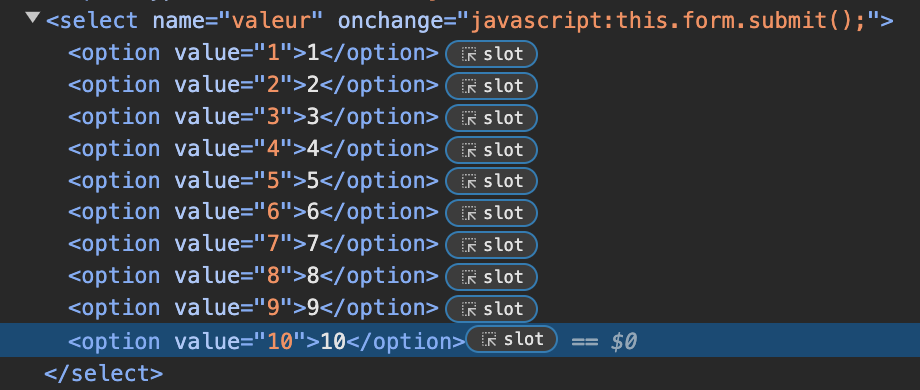 <select name="valeur" onchange="javascript:this.form.submit();">
<option value="1">1</option> slot
<option value="2">2</option> slot
<option value="3">3</option> slot
<option value="4">4</option> slot
<option value="5">5</option> slot
<option value="6">6</option> slot
<option value="7">7</option> slot
<option value="8">8</option> slot
<option value="9">9</option> slot
<option value="10">10</option> slot == $0
</select>